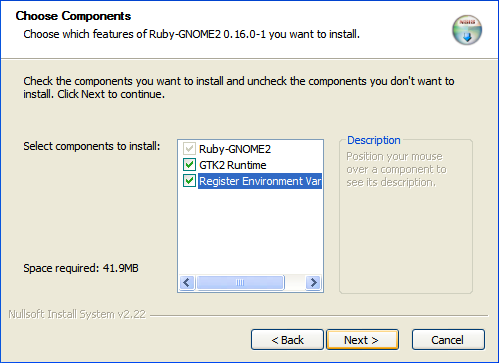 Choose Components
Choose which features of Ruby-GNOME2 0.16.0-1 you want to install.
Check the components you want to install and uncheck the components you don't want to
install. Click Next to continue.
Select components to install:
Ruby-GNOME2
GTK2 Runtime
Register Environment Var
Description
Position your mouse
over a component to
see its description.
Space required: 41.9MB
Nullsoft Install System v2.22
< Back
Next >
Cancel